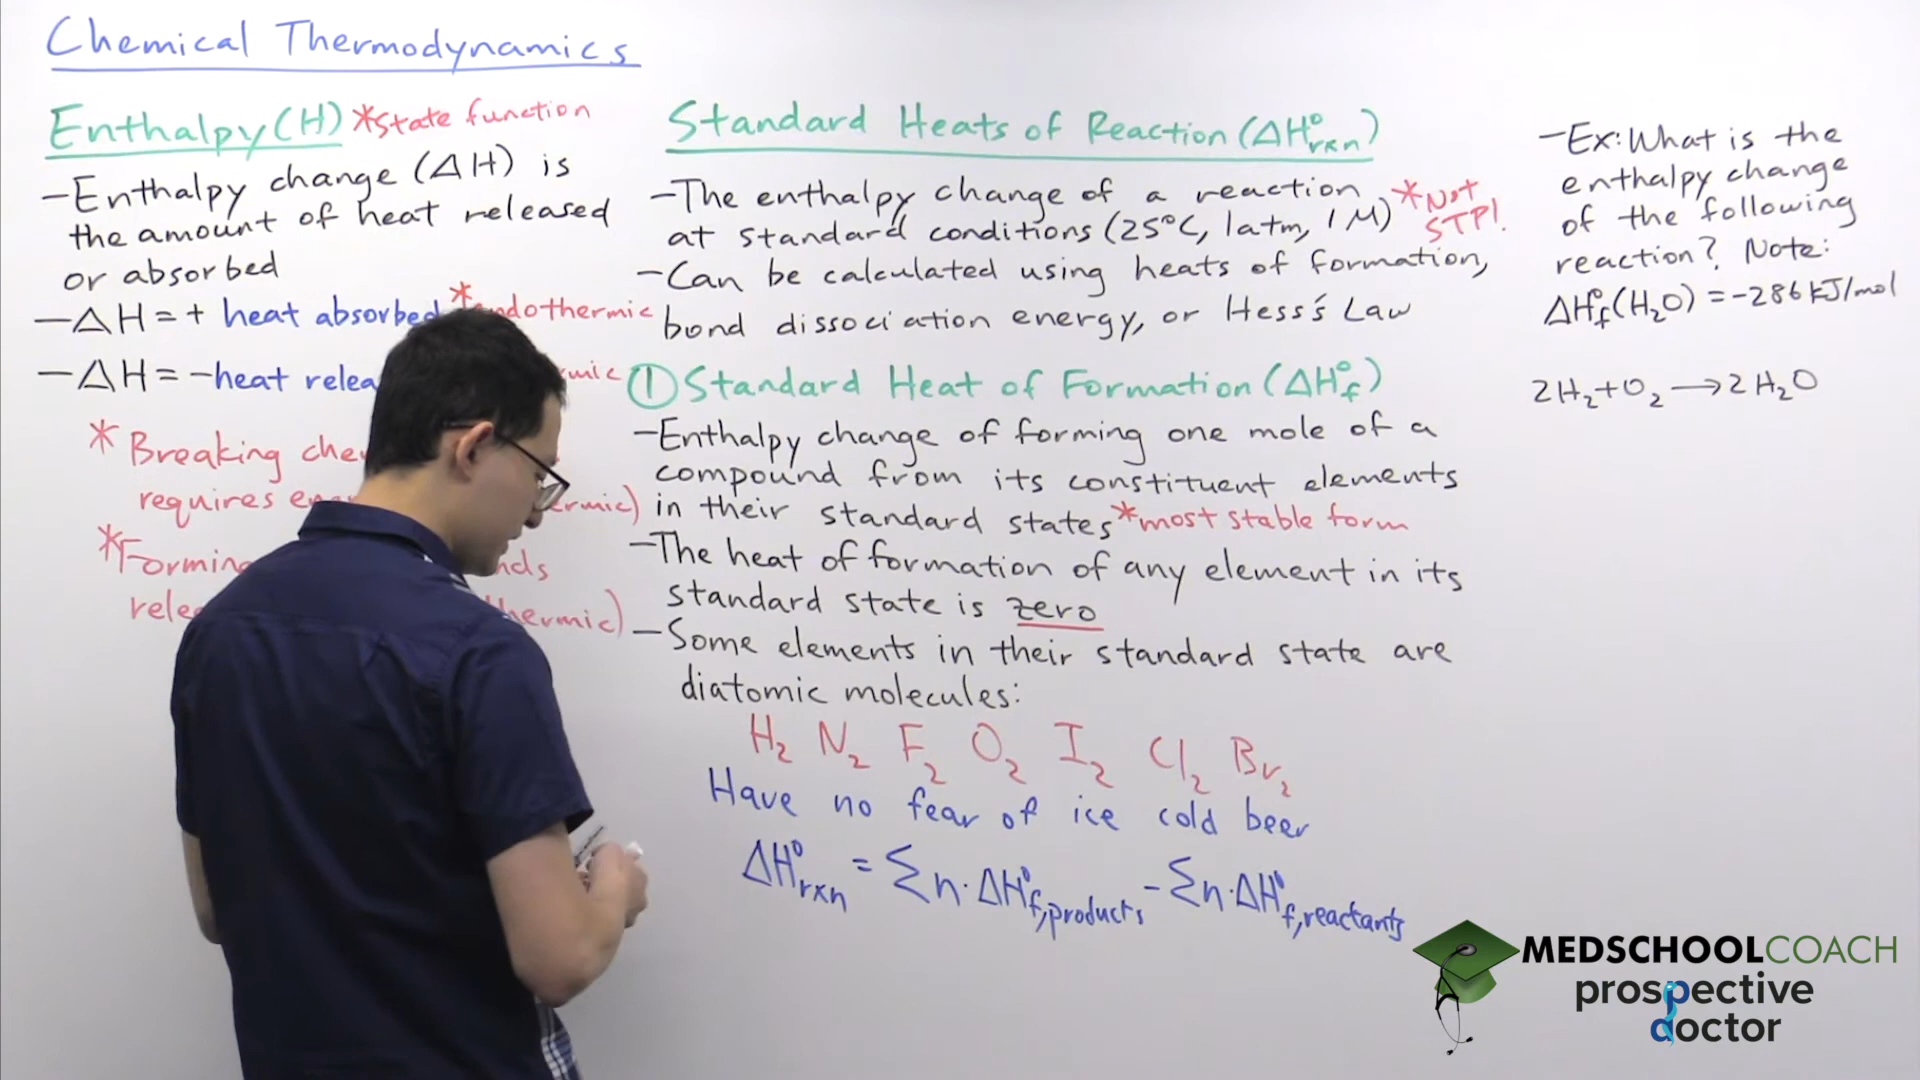 Chemical Thermodynamics
Enthalpy (H) *State function
-Enthalpy change (ΔH) is
the amount of heat released
or absorbed
-ΔH = + heat absorbed *endothermic
-ΔH = - heat
* Breaking
requires
*Forming
Standard Heats of Reaction (ΔH°rxn)
-The enthalpy change of a reaction
at standard conditions (25°C, 1atm, 1 M) *Not STP!
-Can be calculated using heats of formation,
bond dissociation energy, or Hess's Law
① Standard Heat of Formation (ΔH°f)
-Enthalpy change of forming one mole of a
compound from its constituent elements
in their standard states *most stable form
-The heat of formation of any element in its
standard state is zero
-Some elements in their standard state are
diatomic molecules:
H₂ N₂ F₂ O₂ I₂ Cl₂ Br₂
Have no fear of ice cold beer
ΔH°rxn = Σn·ΔH°f,products - Σn·ΔH°f,reactants
-Ex: What is the
enthalpy change
of the following
reaction? Note:
ΔH°f(H₂O) = -286 kJ/mol
2H₂+O₂ → 2H₂O
MEDSCHOOLCOACH
prospective
doctor